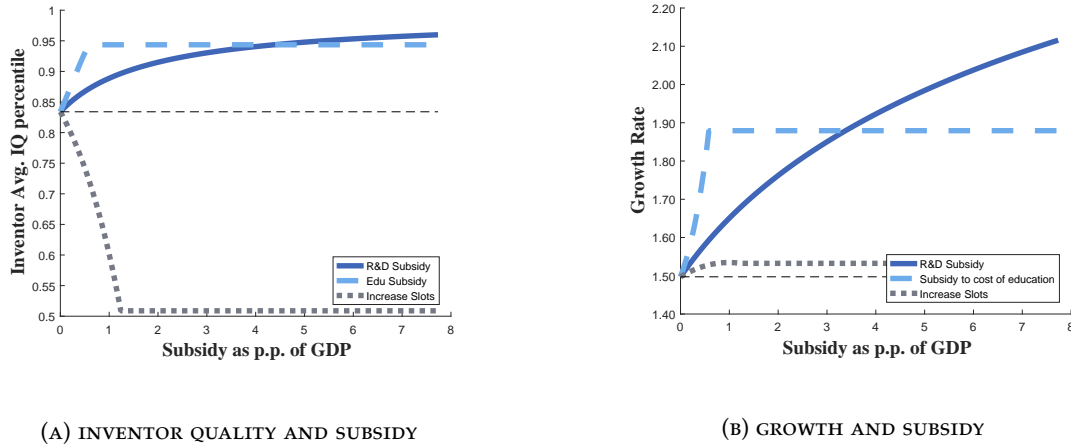 Inventor Avg. IQ percentile
1
0.95
0.9
0.85
0.8
0.75
0.7
0.65
0.6
0.55
0.5
R&D Subsidy
Edu Subsidy
Increase Slots
0 1 2 3 4 5 6 7 8
Subsidy as p.p. of GDP
(A) INVENTOR QUALITY AND SUBSIDY
Growth Rate
2.20
2.10
2.00
1.90
1.80
1.70
1.60
1.50
1.40
R&D Subsidy
Subsidy to cost of education
Increase Slots
0 1 2 3 4 5 6 7 8
Subsidy as p.p. of GDP
(B) GROWTH AND SUBSIDY